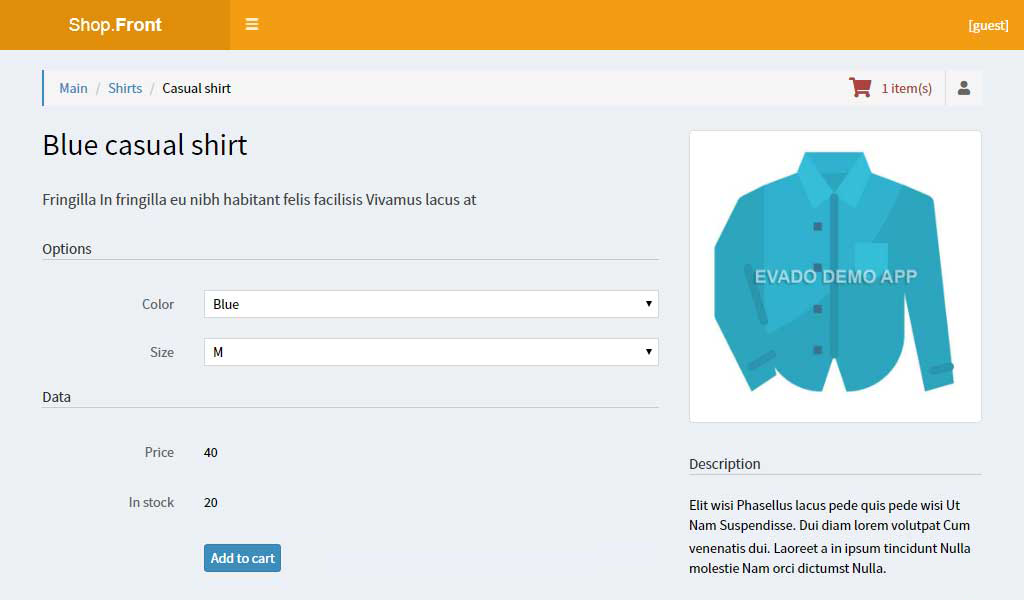 Shop.Front
[guest]
Main / Shirts / Casual shirt
1 item(s)
Blue casual shirt
Fringilla In fringilla eu nibh habitant felis facilisis Vivamus lacus at
Options
Color Blue
Size M
Data
Price 40
In stock 20
Add to cart
EVADO DEMO APP
Description
Elit wisi Phasellus lacus pede quis pede wisi Ut
Nam Suspendisse. Dui diam lorem volutpat Cum
venenatis dui. Laoreet a in ipsum tincidunt Nulla
molestie Nam orci dictumst Nulla.